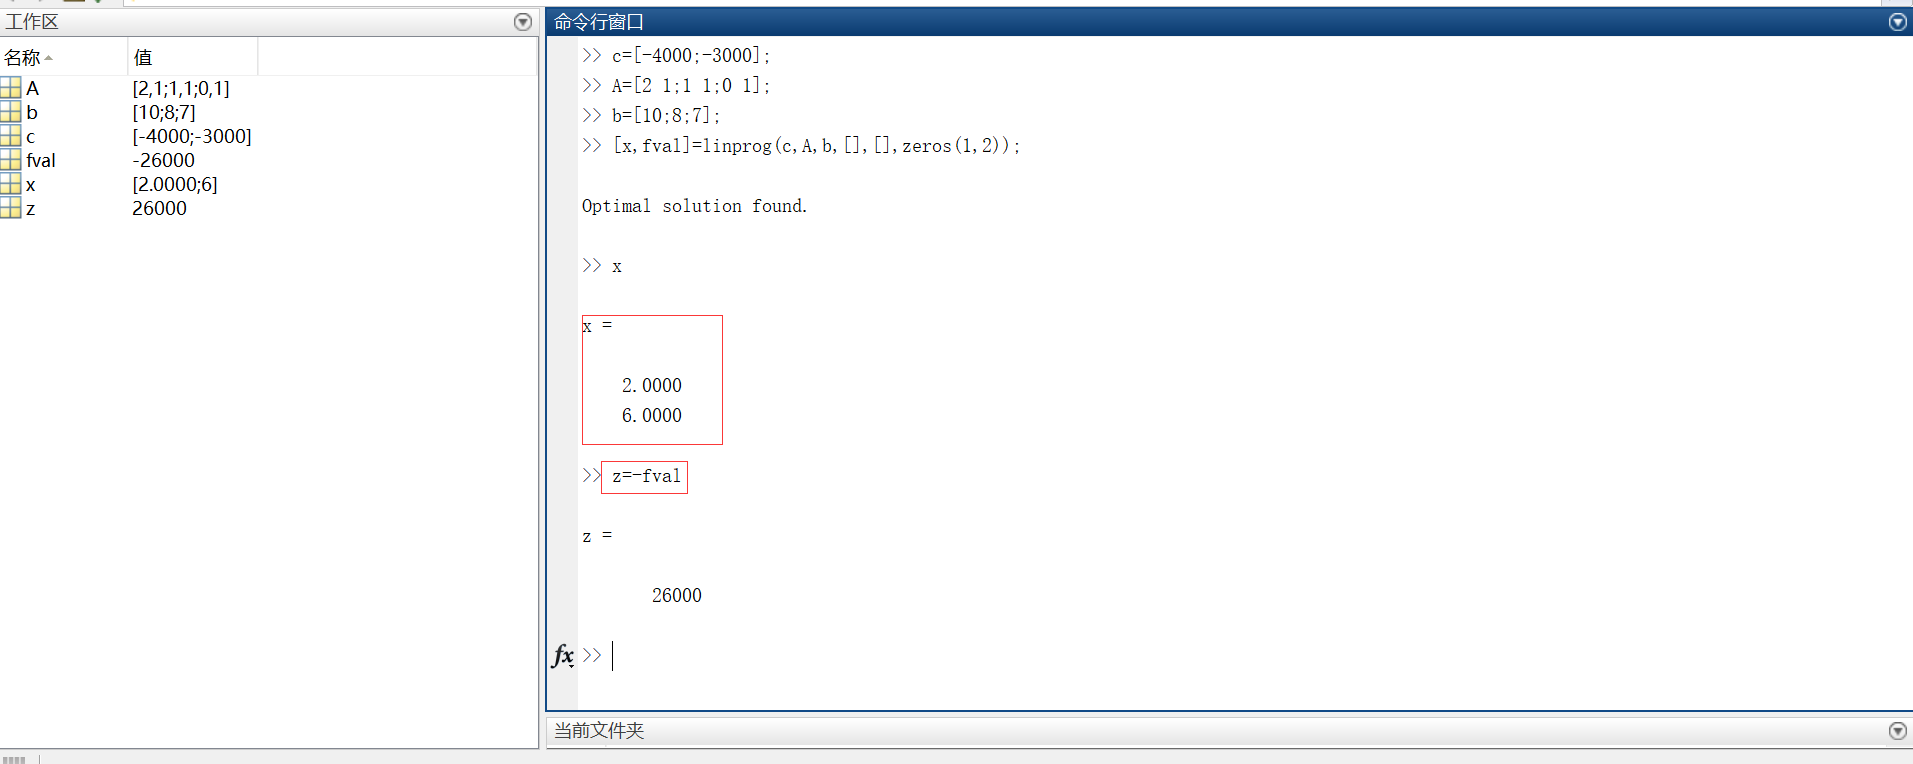 工作区
名称 值
A [2,1;1,1;0,1]
b [10;8;7]
c [-4000;-3000]
fval -26000
x [2.0000;6]
z 26000
命令行窗口
>> c=[-4000;-3000];
>> A=[2 1;1 1;0 1];
>> b=[10;8;7];
>> [x,fval]=linprog(c,A,b,[],[],zeros(1,2));
Optimal solution found.
>> x
x =
2.0000
6.0000
>> z=-fval
z =
26000
fx >>
当前文件夹